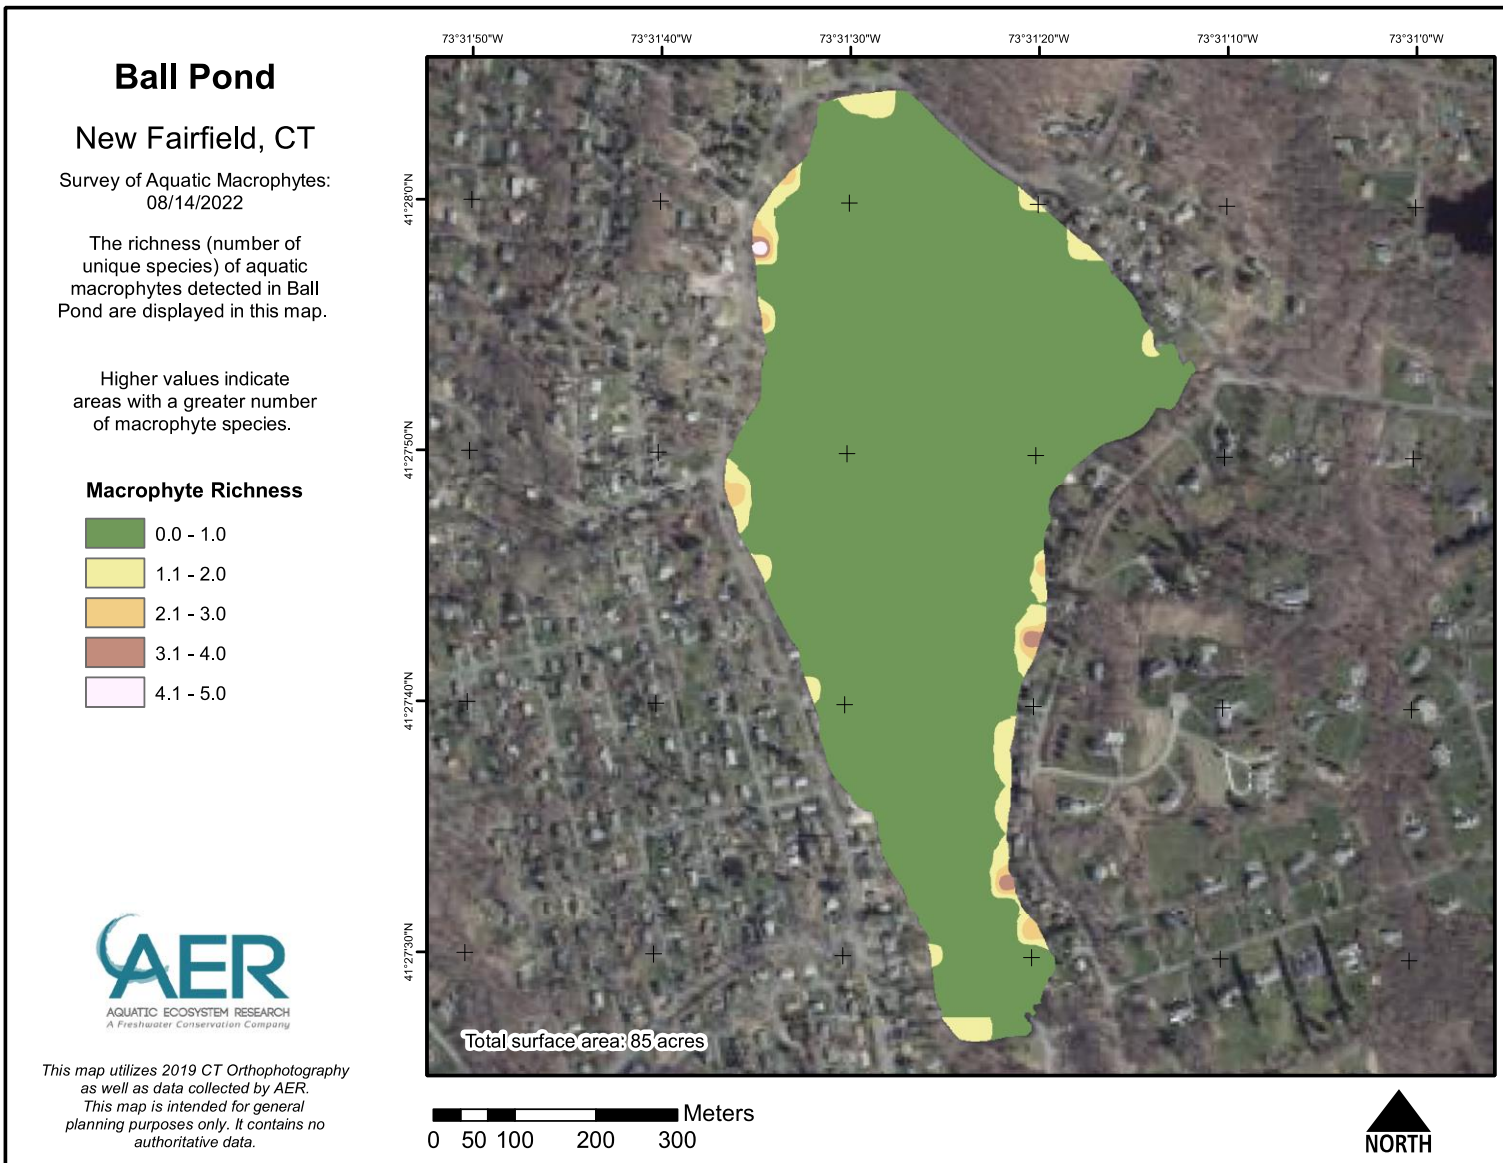 Ball Pond
New Fairfield, CT
Survey of Aquatic Macrophytes:
08/14/2022
The richness (number of
unique species) of aquatic
macrophytes detected in Ball
Pond are displayed in this map.
Higher values indicate
areas with a greater number
of macrophyte species.
Macrophyte Richness
0.0 - 1.0
1.1 - 2.0
2.1 - 3.0
3.1 - 4.0
4.1 - 5.0
AER
AQUATIC ECOSYSTEM RESEARCH
A Freshwater Conservation Company
This map utilizes 2019 CT Orthophotography
as well as data collected by AER.
This map is intended for general
planning purposes only. It contains no
authoritative data.
73°31'50"W 73°31'40"W 73°31'30"W 73°31'20"W 73°31'10"W 73°31'0"W
41°28'0"N
41°27'50"N
41°27'40"N
41°27'30"N
Total surface area: 85 acres
Meters
0 50 100 200 300
NORTH